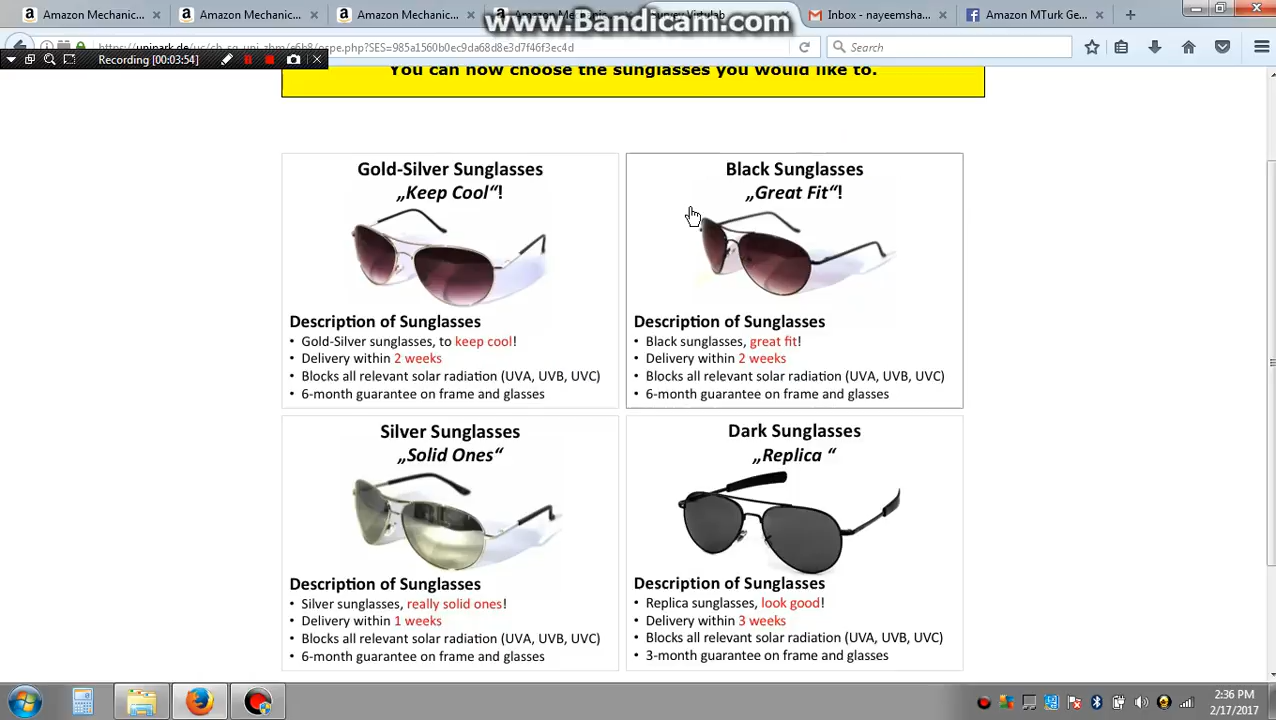 www.Bandicam.com
Amazon Mechanic...
Amazon Mechanic...
Amazon Mechanic...
Inbox - nayeemsha...
Amazon MTurk Ge...
Search
Recording [00:03:54]
You can now choose the sunglasses you would like to.
Gold-Silver Sunglasses
„Keep Cool“!
Description of Sunglasses
• Gold-Silver sunglasses, to keep cool!
• Delivery within 2 weeks
• Blocks all relevant solar radiation (UVA, UVB, UVC)
• 6-month guarantee on frame and glasses
Black Sunglasses
„Great Fit“!
Description of Sunglasses
• Black sunglasses, great fit!
• Delivery within 2 weeks
• Blocks all relevant solar radiation (UVA, UVB, UVC)
• 6-month guarantee on frame and glasses
Silver Sunglasses
„Solid Ones“
Description of Sunglasses
• Silver sunglasses, really solid ones!
• Delivery within 1 weeks
• Blocks all relevant solar radiation (UVA, UVB, UVC)
• 6-month guarantee on frame and glasses
Dark Sunglasses
„Replica “
Description of Sunglasses
• Replica sunglasses, look good!
• Delivery within 3 weeks
• Blocks all relevant solar radiation (UVA, UVB, UVC)
• 3-month guarantee on frame and glasses
2:36 PM
2/17/2017